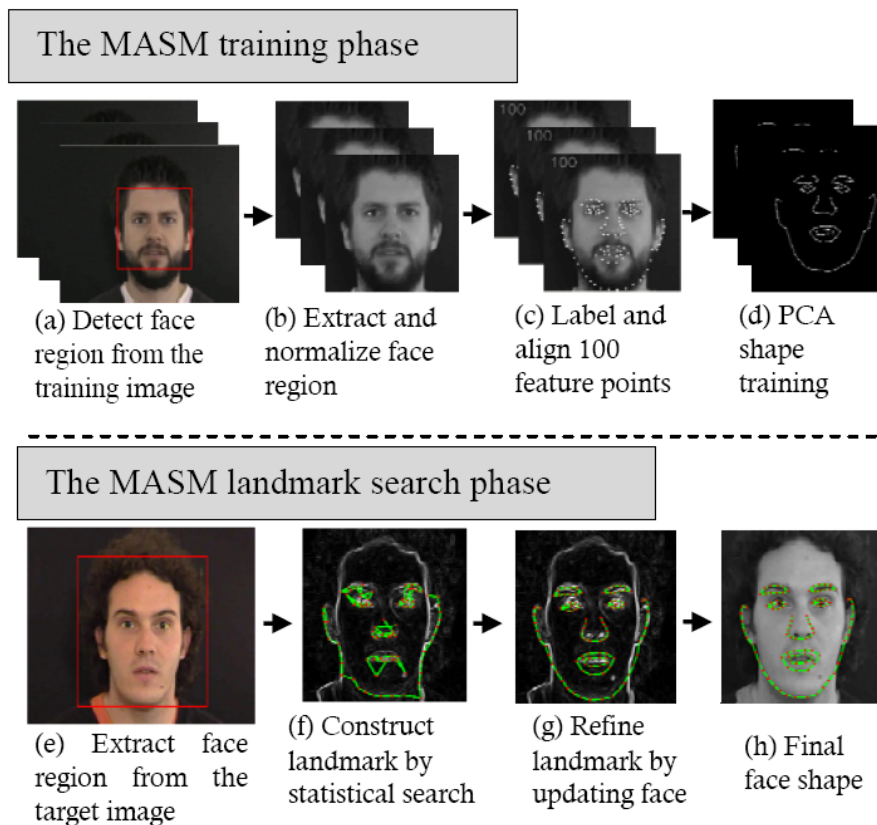 The MASM training phase
100
100
100
(a) Detect face
region from the
training image
(b) Extract and
normalize face
region
(c) Label and
align 100
feature points
(d) PCA
shape
training
The MASM landmark search phase
(e) Extract face
region from the
target image
(f) Construct
landmark by
statistical search
(g) Refine
landmark by
updating face
(h) Final
face shape